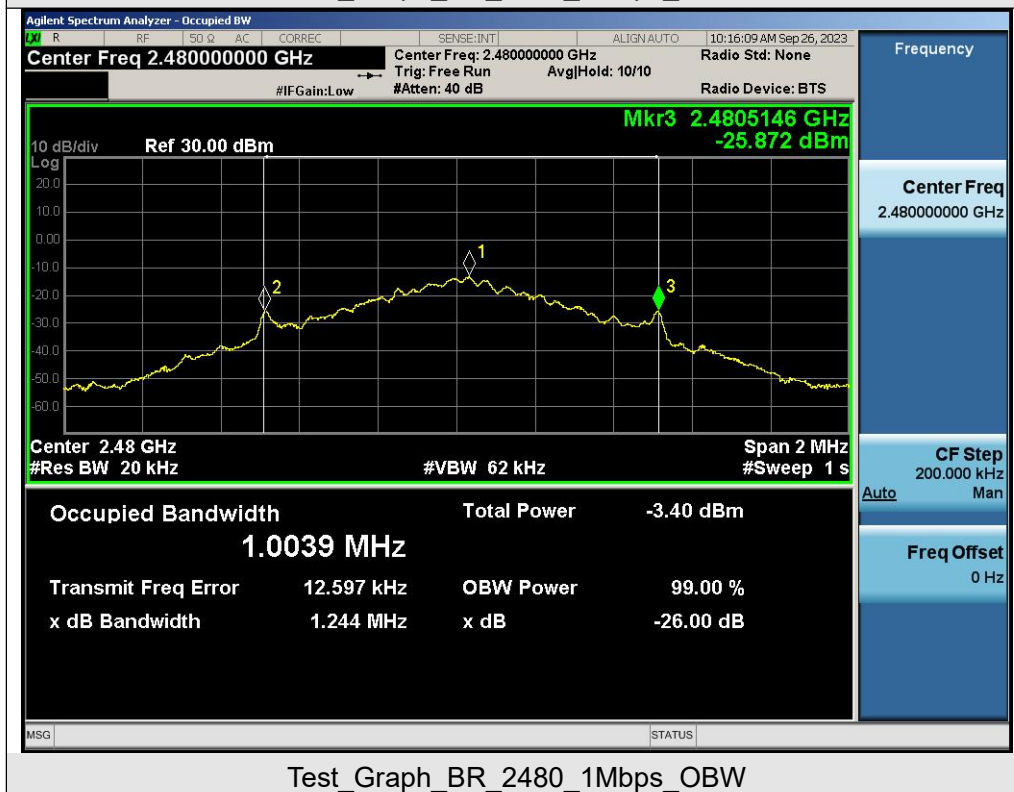 Agilent Spectrum Analyzer - Occupied BW
LXI R RF 50 Ω AC CORREC SENSE:INT ALIGN AUTO 10:16:09 AM Sep 26, 2023
Center Freq 2.480000000 GHz
Center Freq: 2.480000000 GHz
Radio Std: None
Trig: Free Run Avg|Hold: 10/10
#IFGain:Low
#Atten: 40 dB
Radio Device: BTS
Frequency
Mkr3 2.4805146 GHz
-25.872 dBm
10 dB/div Ref 30.00 dBm
Log
20.0
10.0
0.00
-10.0
-20.0
-30.0
-40.0
-50.0
-60.0
1
2
3
Center 2.48 GHz
Span 2 MHz
#Res BW 20 kHz
#VBW 62 kHz
#Sweep 1 s
Center Freq
2.480000000 GHz
CF Step
200.000 kHz
Auto Man
Freq Offset
0 Hz
Occupied Bandwidth
1.0039 MHz
Total Power -3.40 dBm
Transmit Freq Error 12.597 kHz
OBW Power 99.00 %
x dB Bandwidth 1.244 MHz
x dB -26.00 dB
MSG
STATUS
Test_Graph_BR_2480_1Mbps_OBW